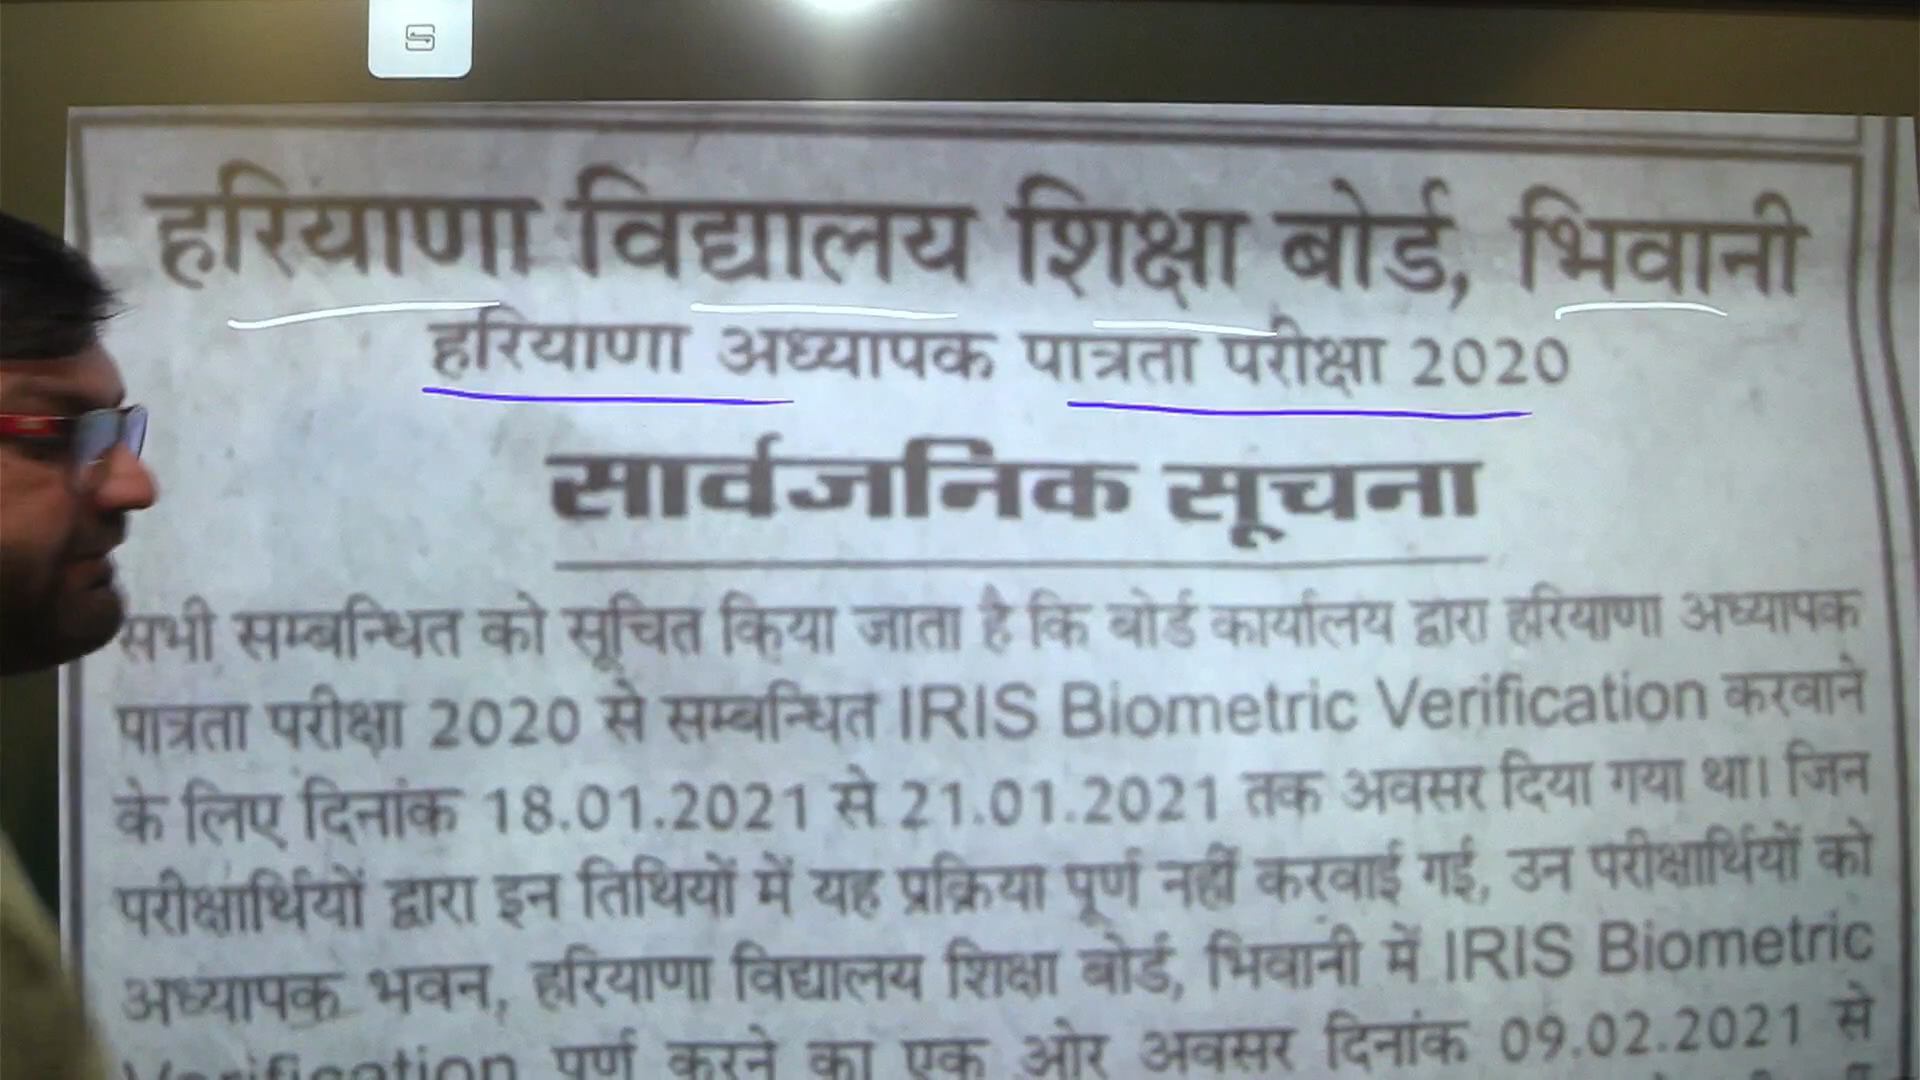 हरियाणा विद्यालय शिक्षा बोर्ड, भिवानी
हरियाणा अध्यापक पात्रता परीक्षा 2020
सार्वजनिक सूचना
सभी सम्बन्धित को सूचित किया जाता है कि बोर्ड कार्यालय द्वारा हरियाणा अध्यापक
पात्रता परीक्षा 2020 से सम्बन्धित IRIS Biometric Verification करवाने
के लिए दिनांक 18.01.2021 से 21.01.2021 तक अवसर दिया गया था। जिन
परीक्षार्थियों द्वारा इन तिथियों में यह प्रक्रिया पूर्ण नहीं करवाई गई, उन परीक्षार्थियों को
अध्यापक भवन, हरियाणा विद्यालय शिक्षा बोर्ड, भिवानी में IRIS Biometric
Verification पूर्ण करने का एक ओर अवसर दिनांक 09.02.2021 से